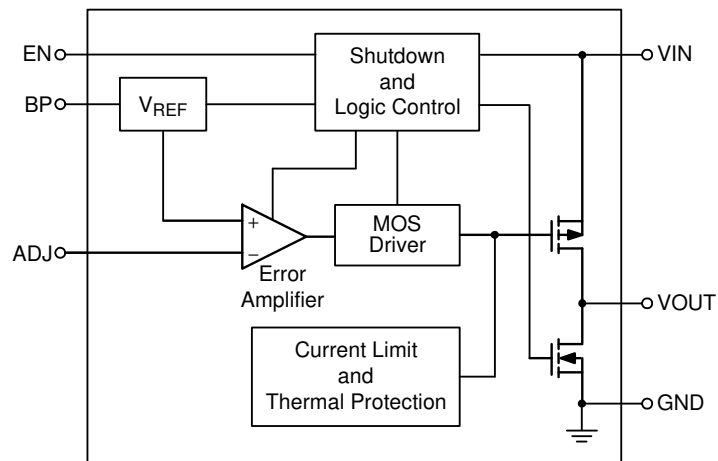 EN
Shutdown
and
Logic Control
VIN
BP
VREF
+
−
MOS
Driver
ADJ
Error
Amplifier
VOUT
Current Limit
and
Thermal Protection
GND